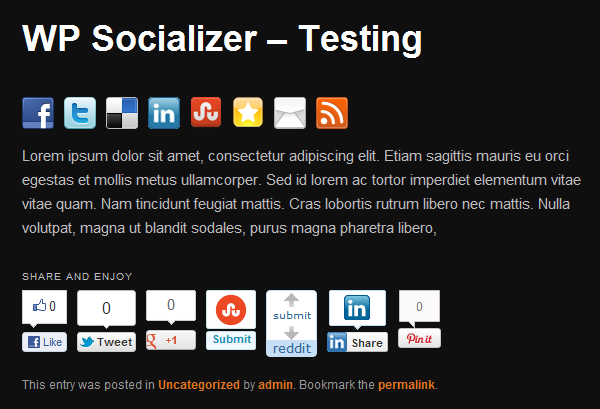 WP Socializer – Testing
Lorem ipsum dolor sit amet, consectetur adipiscing elit. Etiam sagittis mauris eu orci
egestas et mollis metus ullamcorper. Sed id lorem ac tortor imperdiet elementum vitae
vitae quam. Nam tincidunt feugiat mattis. Cras lobortis rutrum libero nec mattis. Nulla
volutpat, magna ut blandit sodales, purus magna pharetra libero,
SHARE AND ENJOY
0 0 0 submit in 0
f Like Tweet g +1 Submit reddit in Share Pin it
This entry was posted in Uncategorized by admin. Bookmark the permalink.